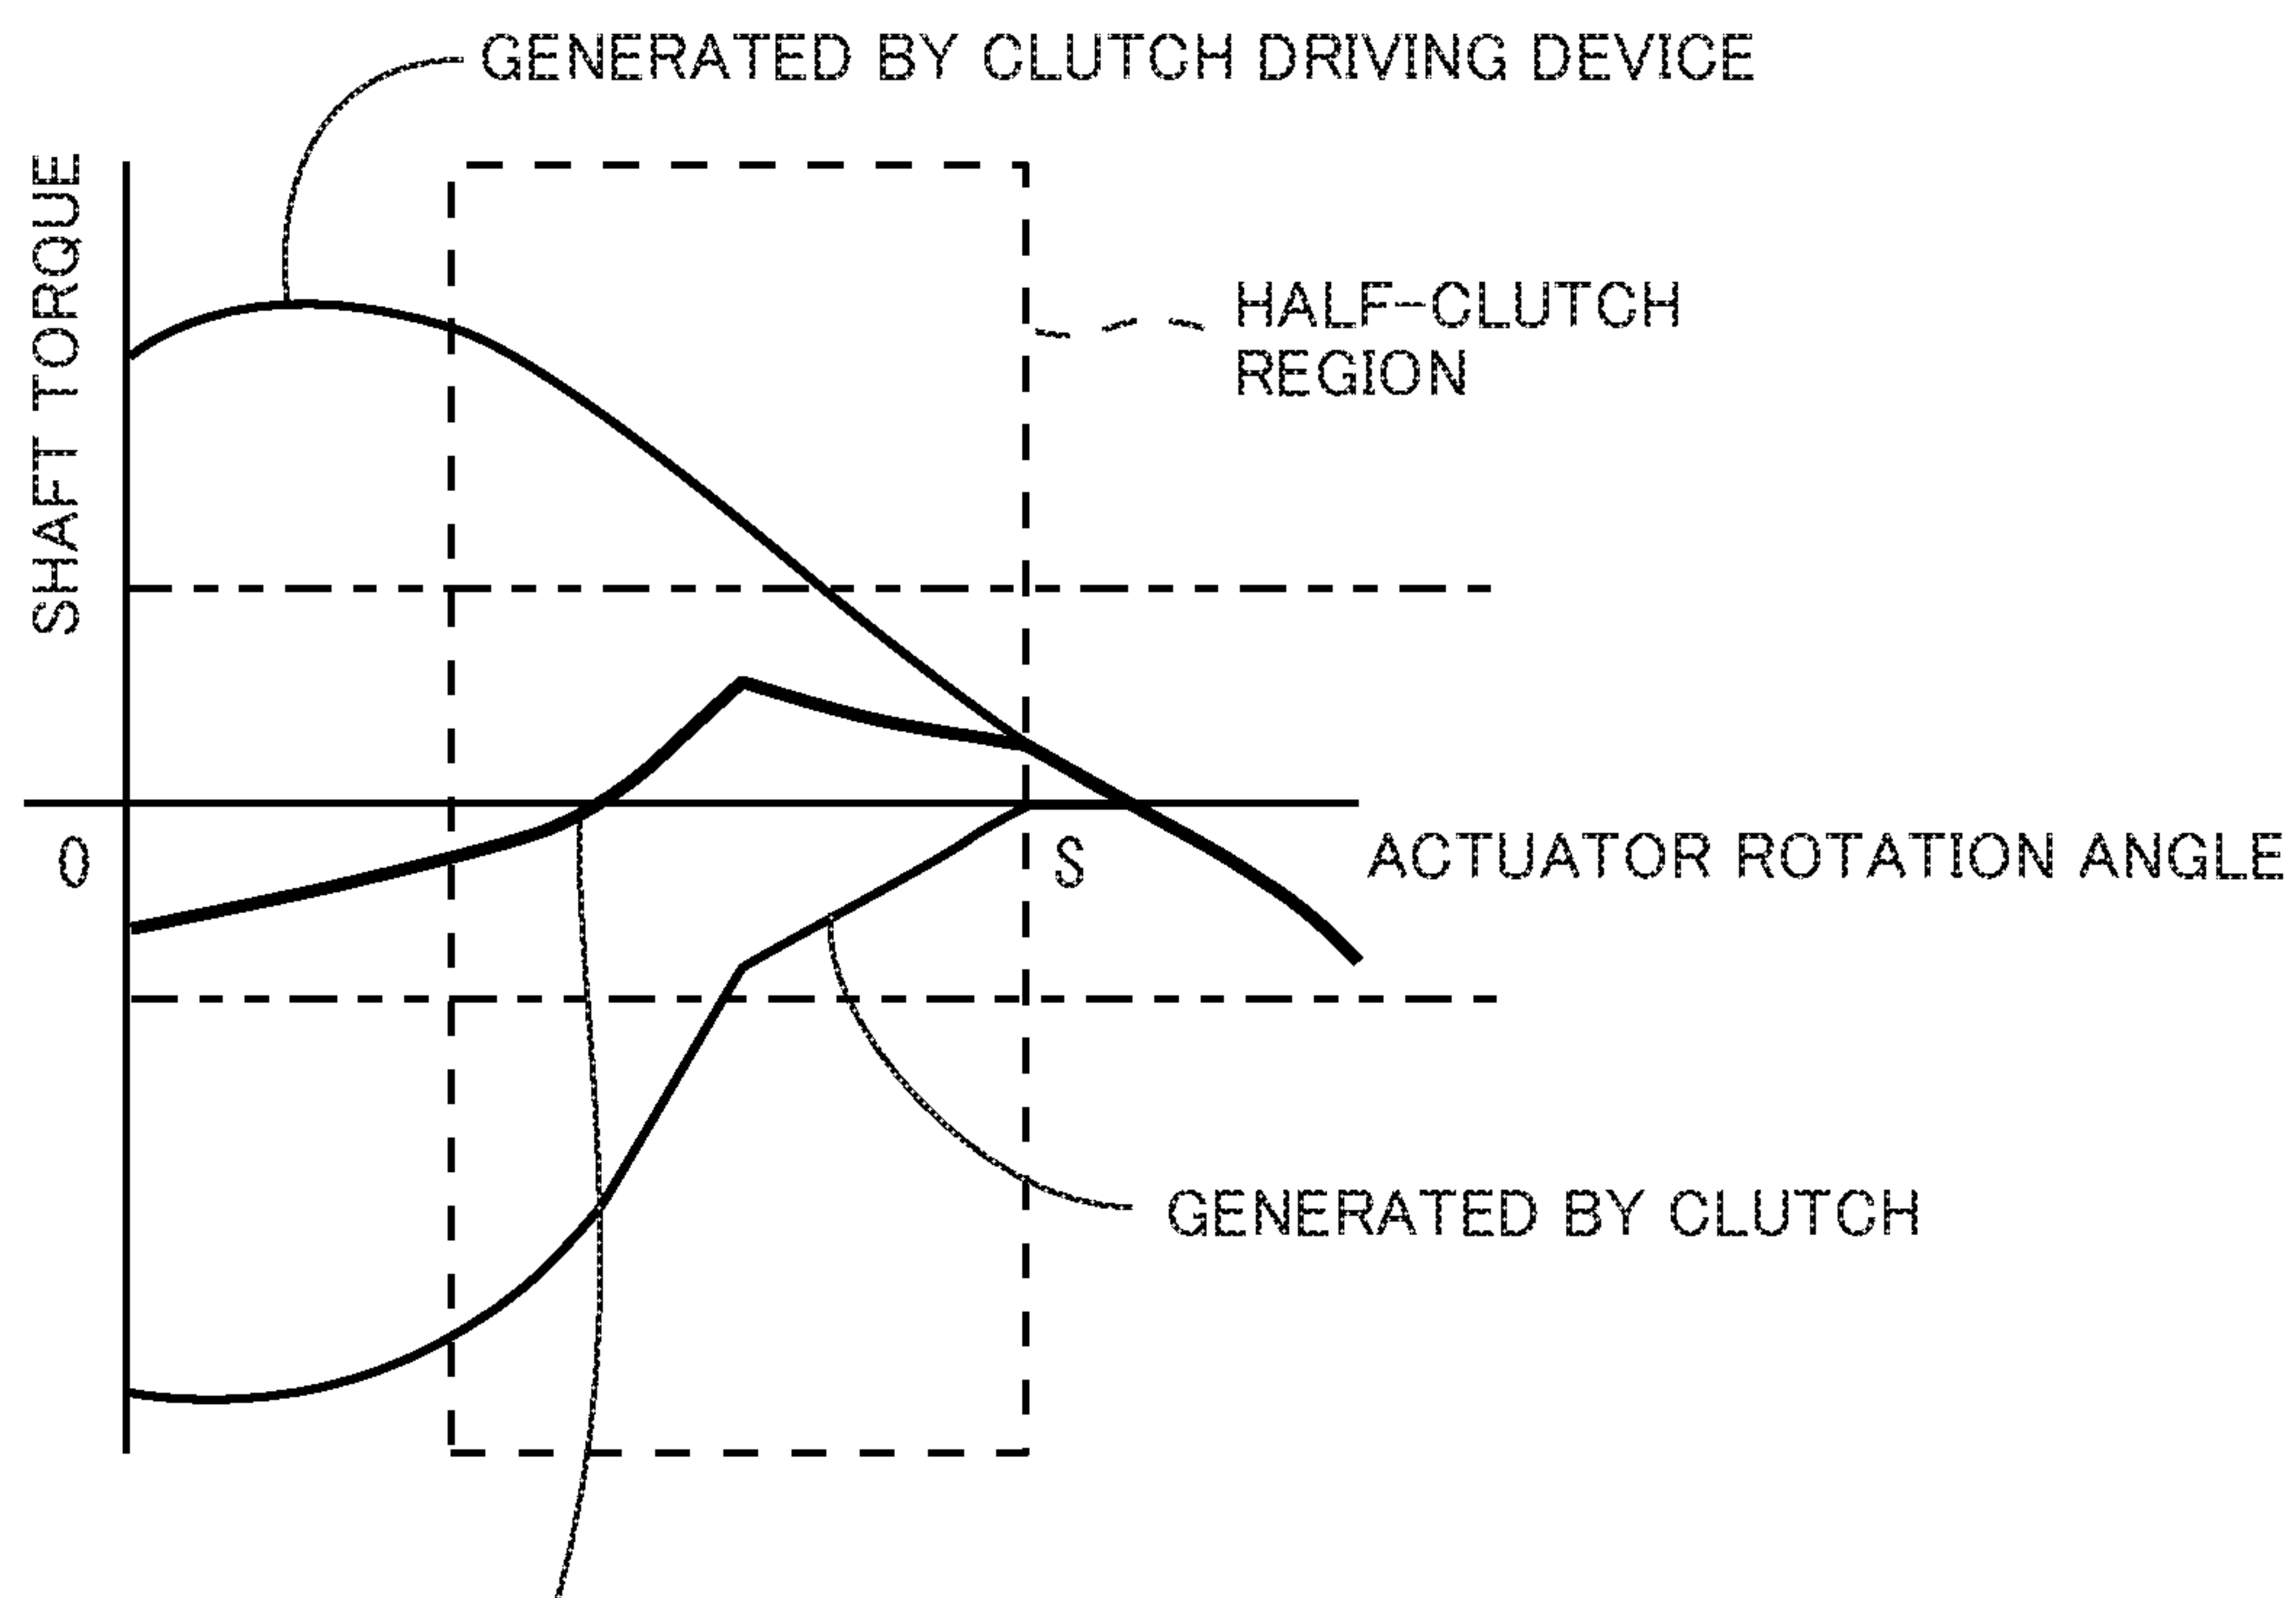 GENERATED BY CLUTCH DRIVING DEVICE
SHAFT TORQUE
HALF-CLUTCH
REGION
0
S
ACTUATOR ROTATION ANGLE
GENERATED BY CLUTCH